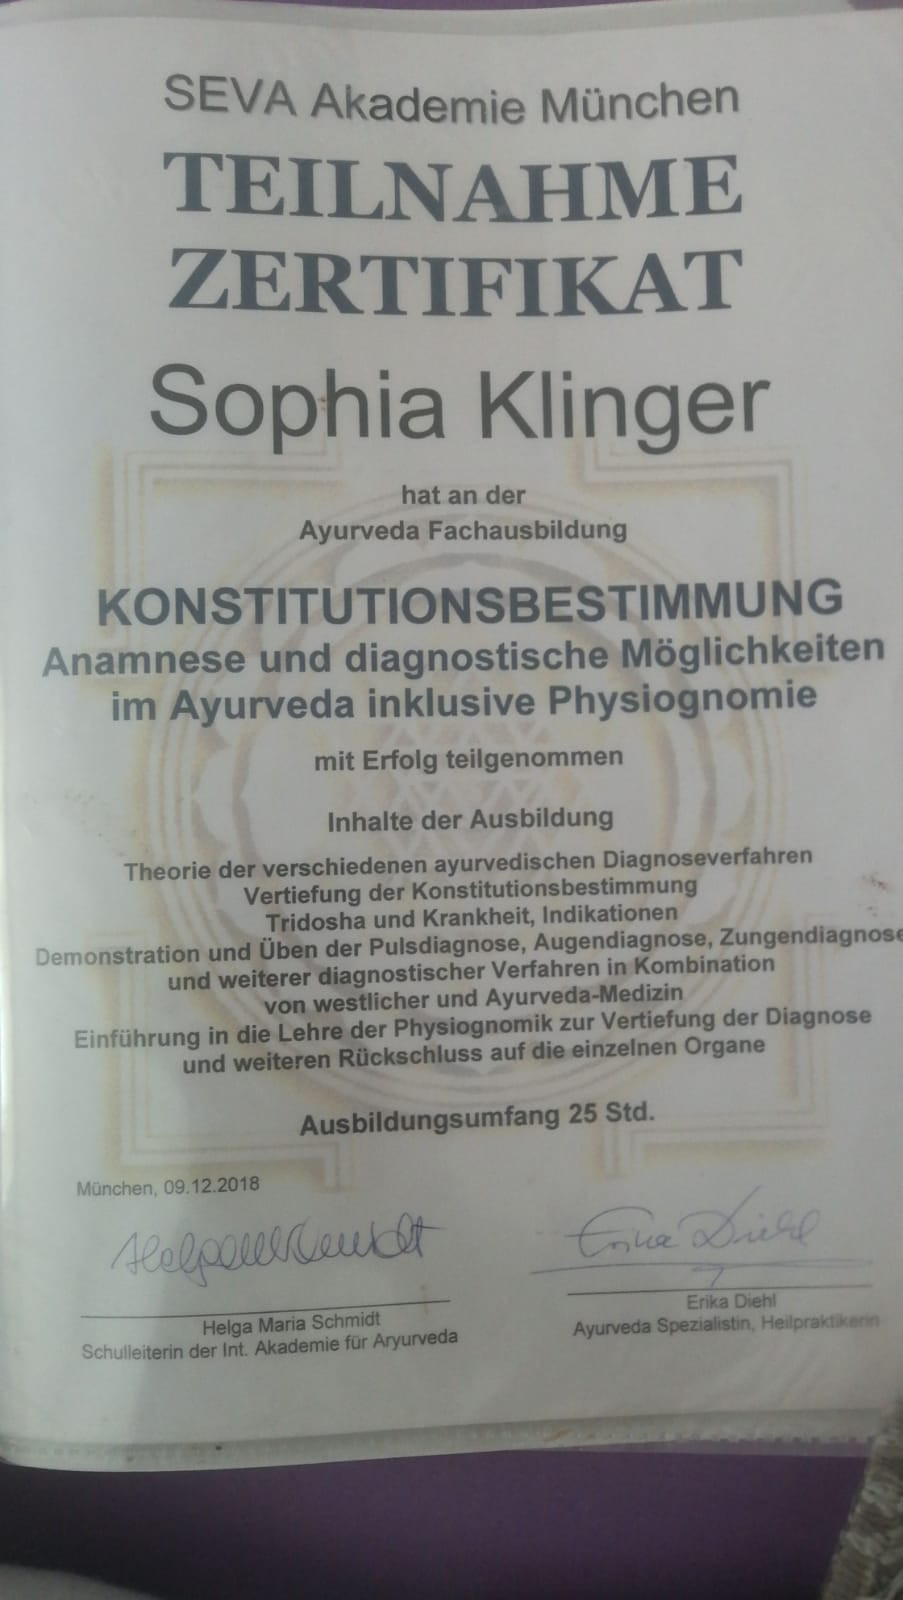 SEVA Akademie München
TEILNAHME
ZERTIFIKAT
Sophia Klinger
hat an der
Ayurveda Fachausbildung
KONSTITUTIONSBESTIMMUNG
Anamnese und diagnostische Möglichkeiten
im Ayurveda inklusive Physiognomie
mit Erfolg teilgenommen
Inhalte der Ausbildung
Theorie der verschiedenen ayurvedischen Diagnoseverfahren
Vertiefung der Konstitutionsbestimmung
Tridosha und Krankheit, Indikationen
Demonstration und Üben der Pulsdiagnose, Augendiagnose, Zungendiagnose
und weiterer diagnostischer Verfahren in Kombination
von westlicher und Ayurveda-Medizin
Einführung in die Lehre der Physiognomik zur Vertiefung der Diagnose
und weiteren Rückschluss auf die einzelnen Organe
Ausbildungsumfang 25 Std.
München, 09.12.2018
Erika Diehl
Helga Maria Schmidt
Schulleiterin der Int. Akademie für Aryurveda
Erika Diehl
Ayurveda Spezialistin, Heilpraktikerin